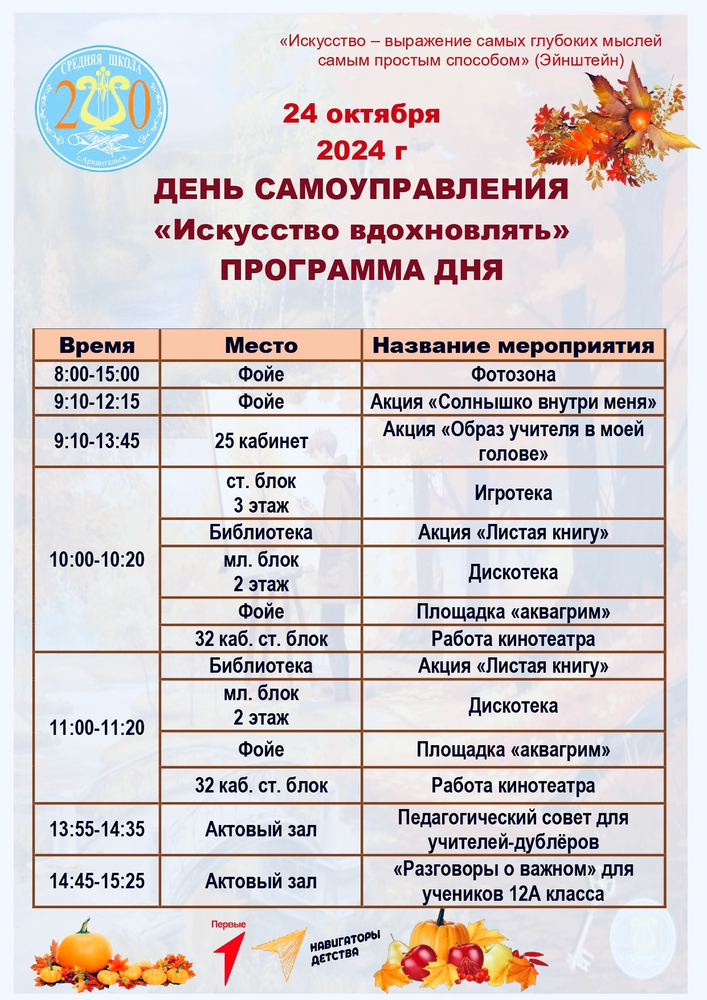 «Искусство – выражение самых глубоких мыслей
самым простым способом» (Эйнштейн)
СРЕДНЯЯ ШКОЛА
20
г.Архангельск
24 октября
2024 г
ДЕНЬ САМОУПРАВЛЕНИЯ
«Искусство вдохновлять»
ПРОГРАММА ДНЯ
Время Место Название мероприятия
8:00-15:00 Фойе Фотозона
9:10-12:15 Фойе Акция «Солнышко внутри меня»
9:10-13:45 25 кабинет Акция «Образ учителя в моей
голове»
10:00-10:20
ст. блок
3 этаж
Игротека
Библиотека Акция «Листая книгу»
мл. блок
2 этаж
Дискотека
Фойе Площадка «аквагрим»
32 каб. ст. блок Работа кинотеатра
11:00-11:20
Библиотека Акция «Листая книгу»
мл. блок
2 этаж
Дискотека
Фойе Площадка «аквагрим»
32 каб. ст. блок Работа кинотеатра
13:55-14:35 Актовый зал Педагогический совет для
учителей-дублёров
14:45-15:25 Актовый зал «Разговоры о важном» для
учеников 12А класса
Первые
НАВИГАТОРЫ
ДЕТСТВА